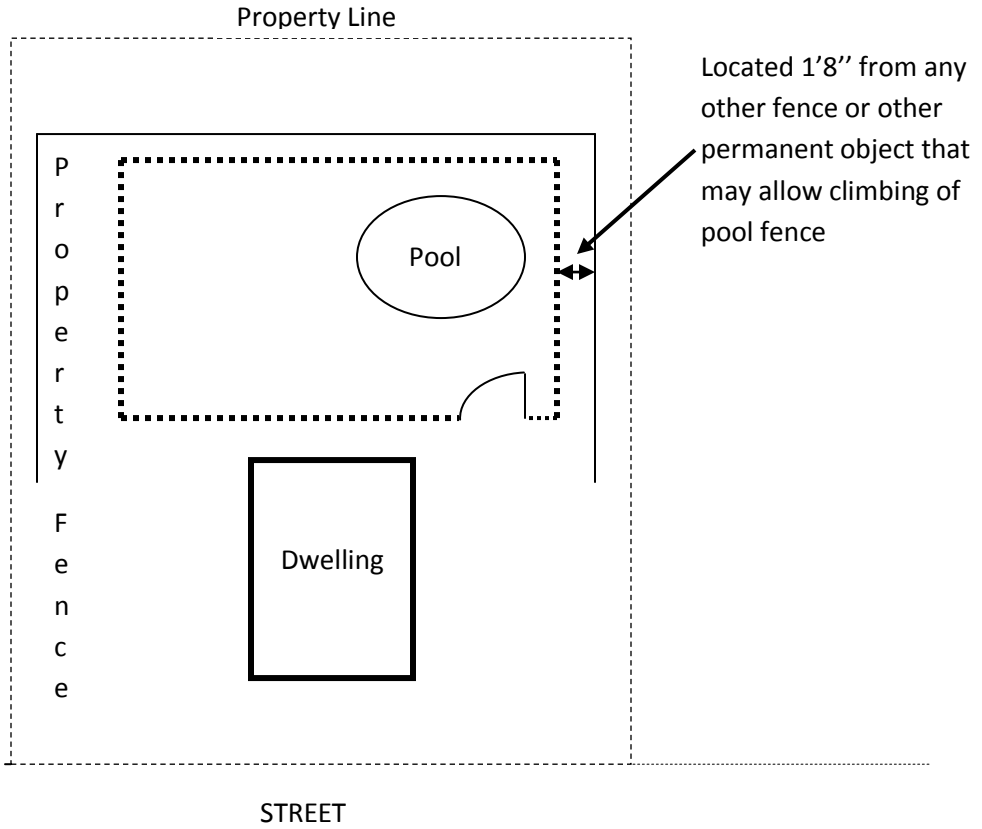 Property Line
Located 1’8’’ from any
other fence or other
permanent object that
may allow climbing of
pool fence
P
r
o
p
e
r
t
y
F
e
n
c
e
Pool
Dwelling
STREET